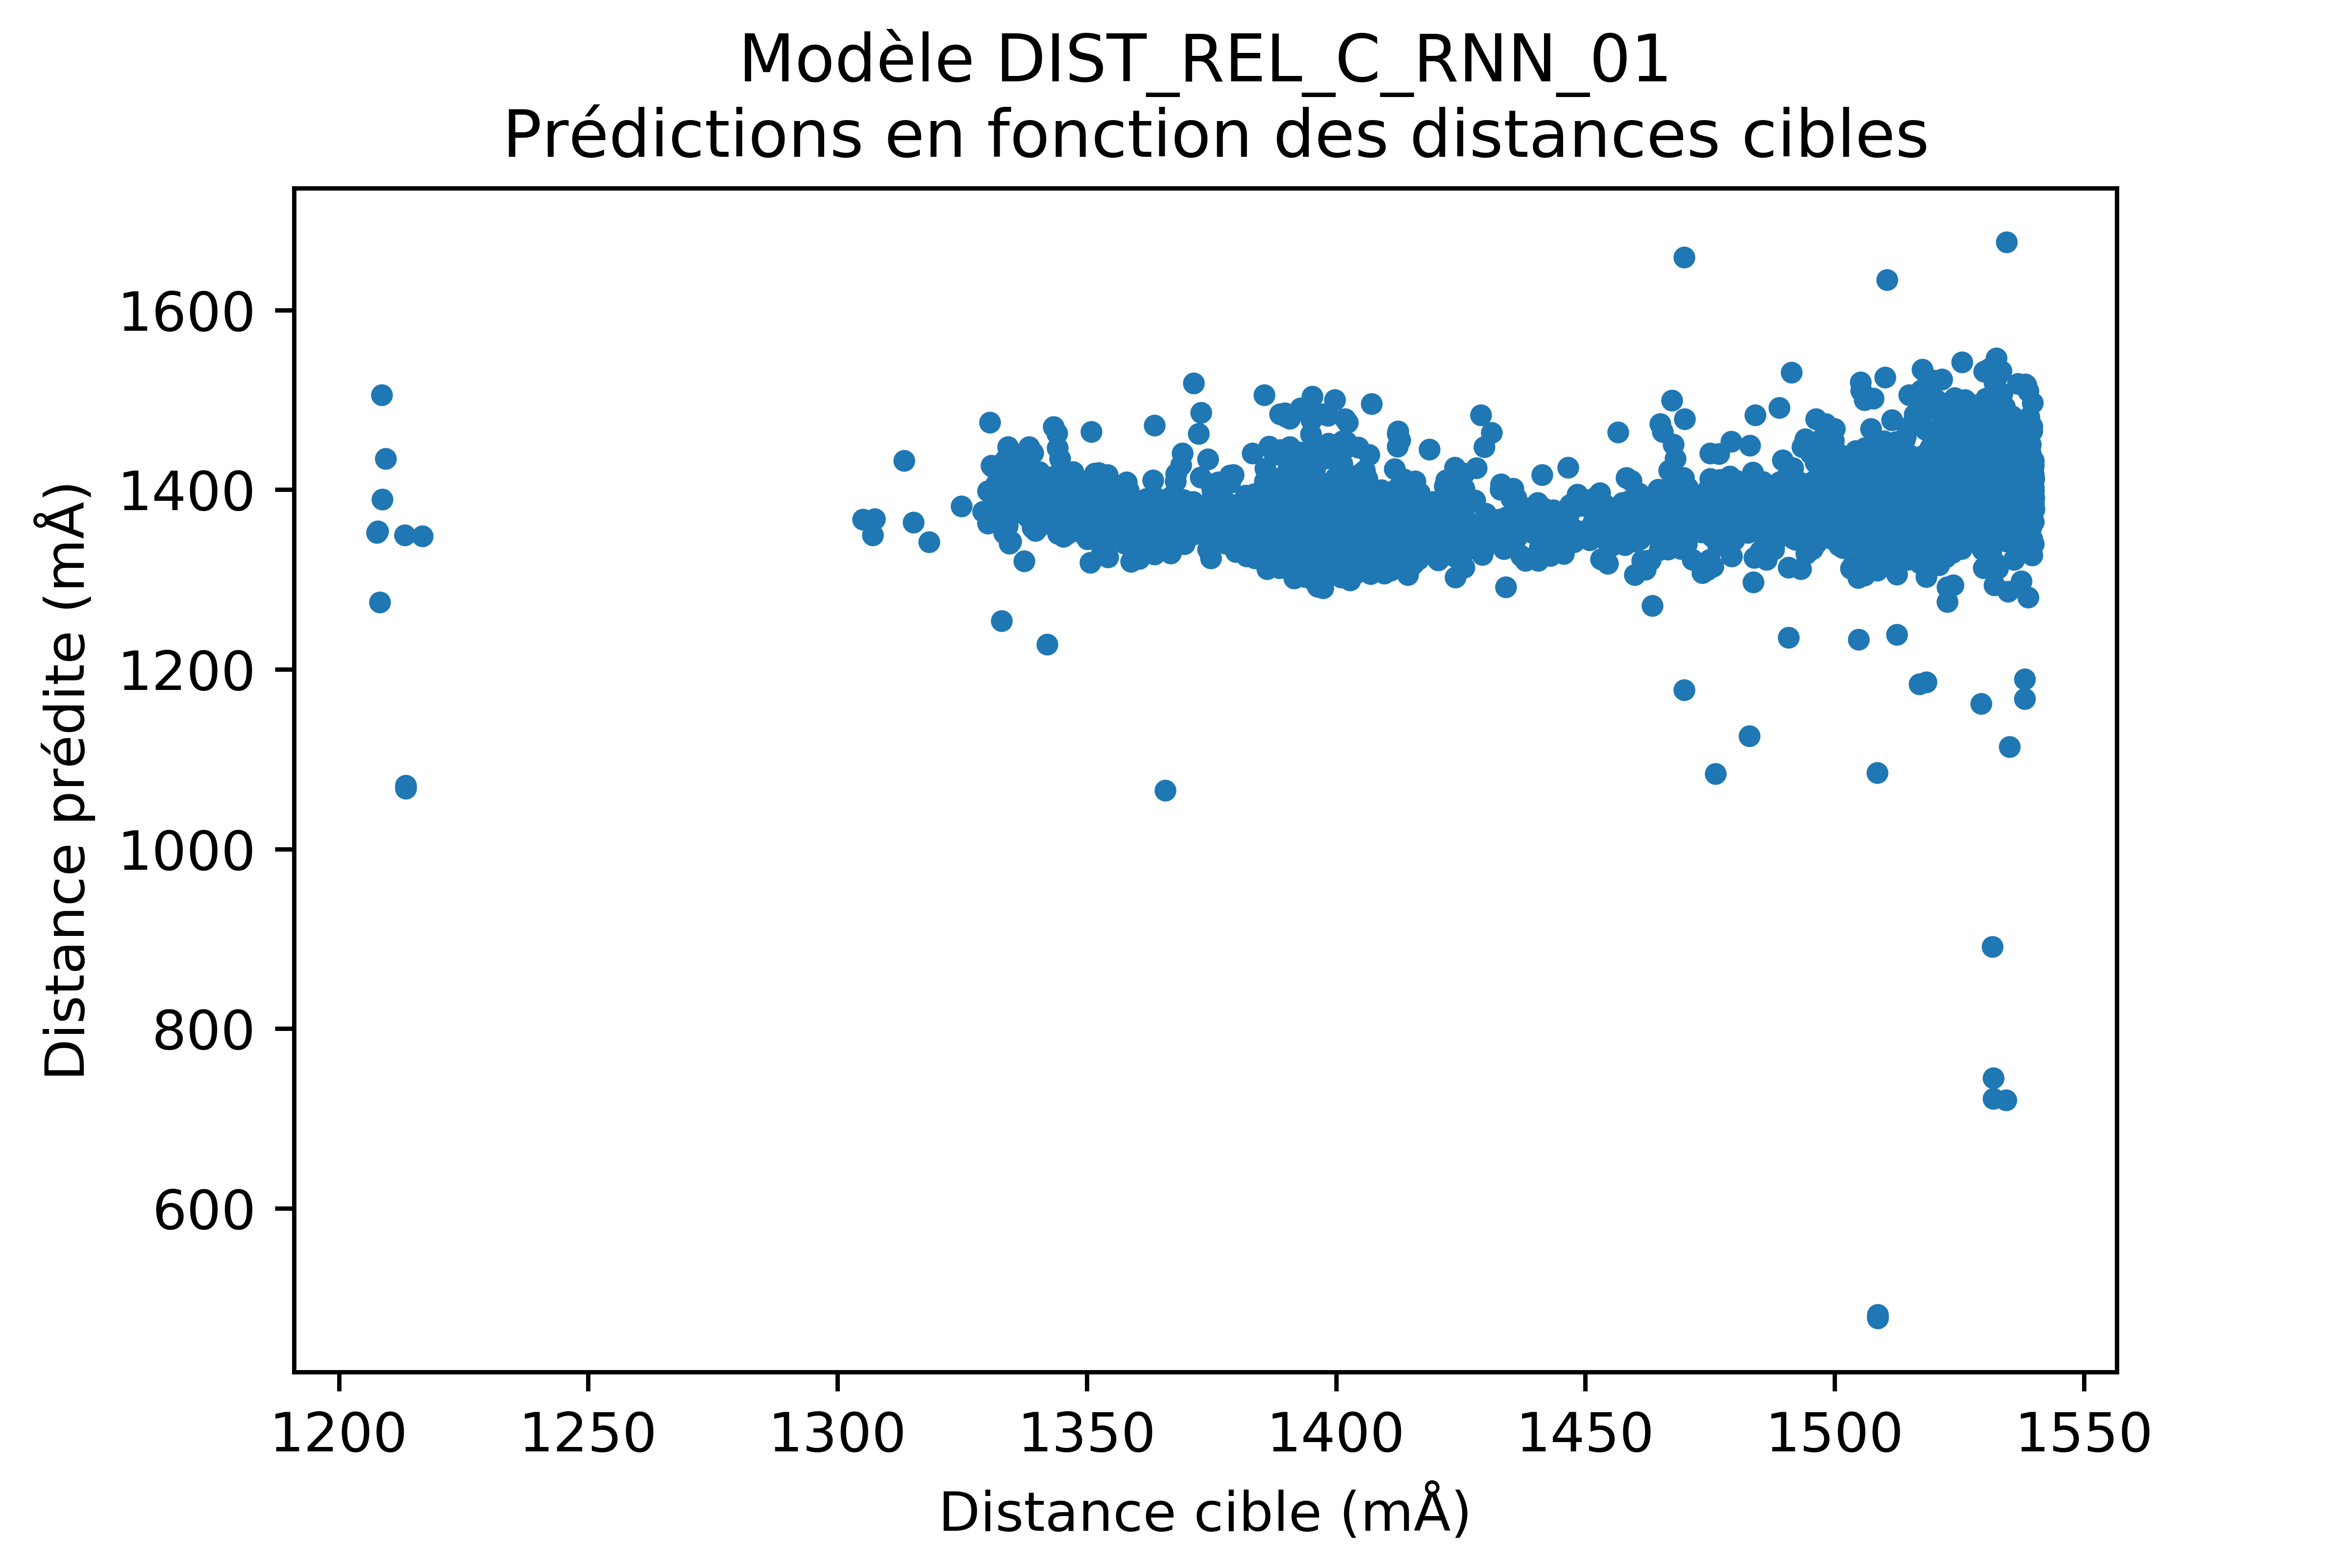 Modèle DIST_REL_C_RNN_01
Prédictions en fonction des distances cibles
Distance prédite (mÅ)
1600
1400
1200
1000
800
600
1200 1250 1300 1350 1400 1450 1500 1550
Distance cible (mÅ)